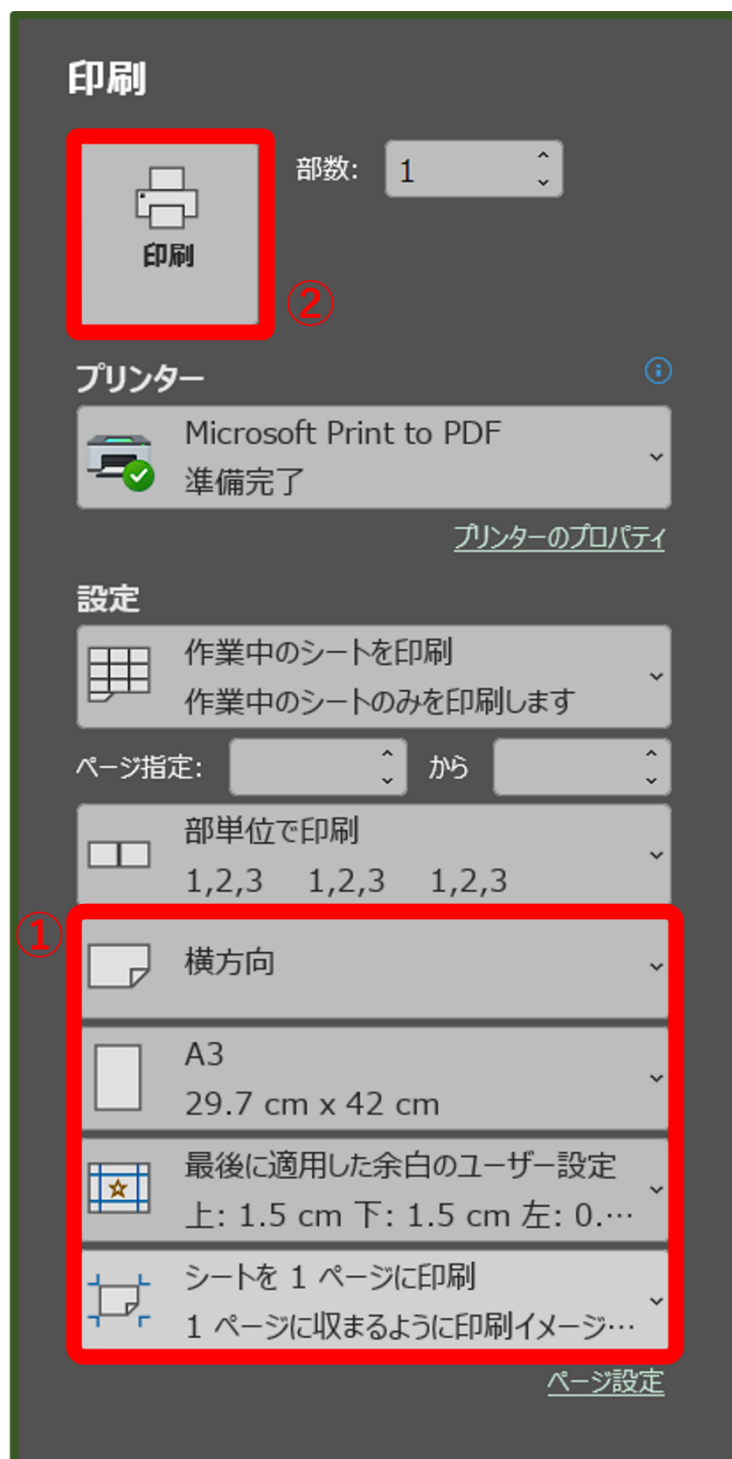 印刷
部数: 1
印刷
②
プリンター
Microsoft Print to PDF
準備完了
プリンターのプロパティ
設定
作業中のシートを印刷
作業中のシートのみを印刷します
ページ指定: から
部単位で印刷
1,2,3 1,2,3 1,2,3
①
横方向
A3
29.7 cm x 42 cm
最後に適用した余白のユーザー設定
上: 1.5 cm 下: 1.5 cm 左: 0.…
シートを 1 ページに印刷
1 ページに収まるように印刷イメージ…
ページ設定